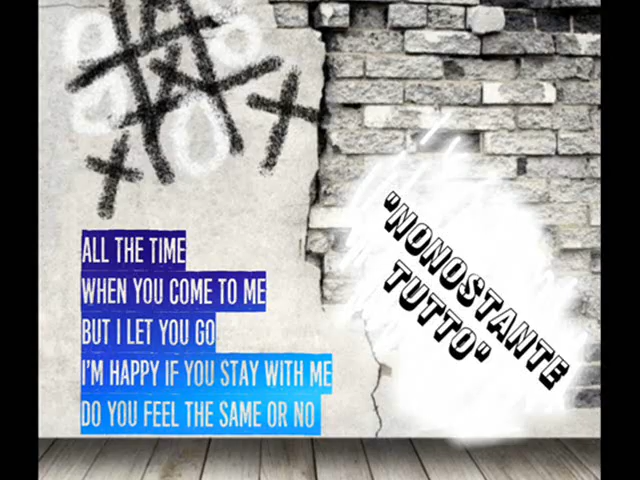 ALL THE TIME
WHEN YOU COME TO ME
BUT I LET YOU GO
I'M HAPPY IF YOU STAY WITH ME
DO YOU FEEL THE SAME OR NO
"NONOSTANTE
TUTTO"